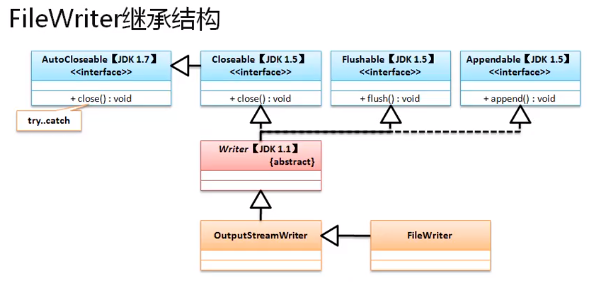 FileWriter继承结构
AutoCloseable【JDK 1.7】
<<interface>>
+ close() : void
try..catch
Closeable【JDK 1.5】
<<interface>>
+ close() : void
Flushable【JDK 1.5】
<<interface>>
+ flush() : void
Appendable【JDK 1.5】
<<interface>>
+ append() : void
Writer【JDK 1.1】
{abstract}
OutputStreamWriter
FileWriter